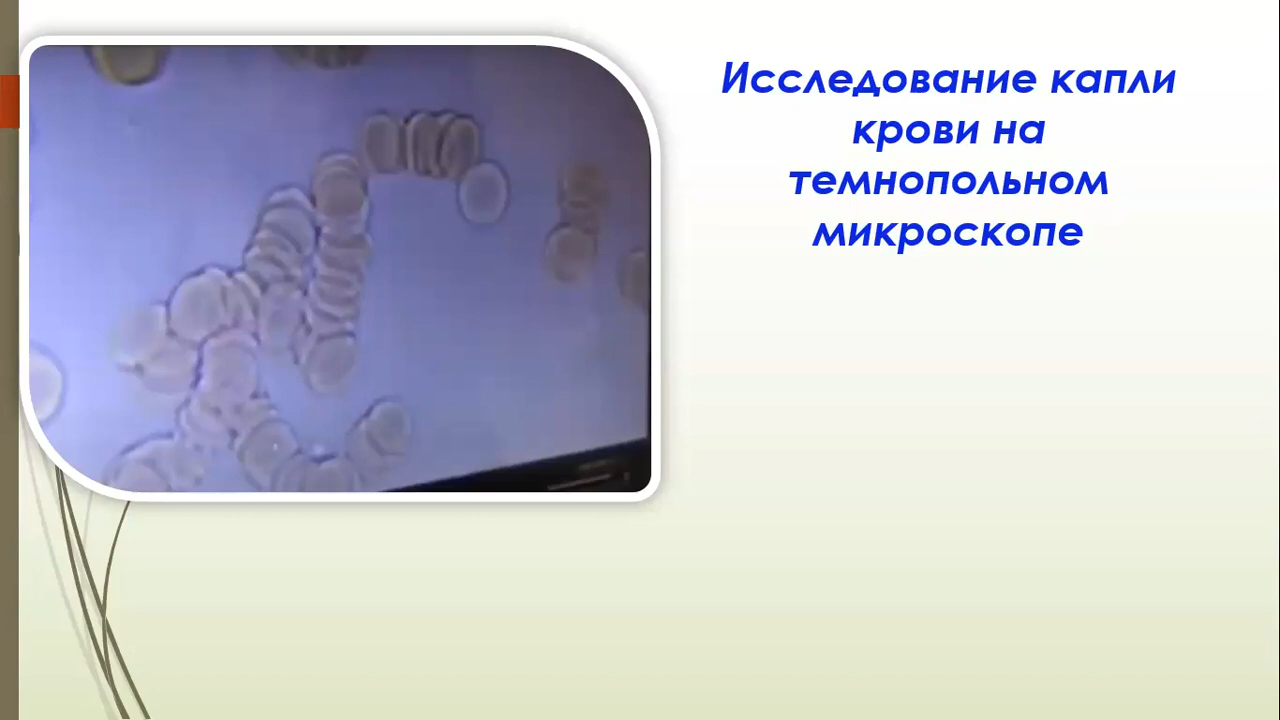 Исследование капли
крови на
темнопольном
микроскопе